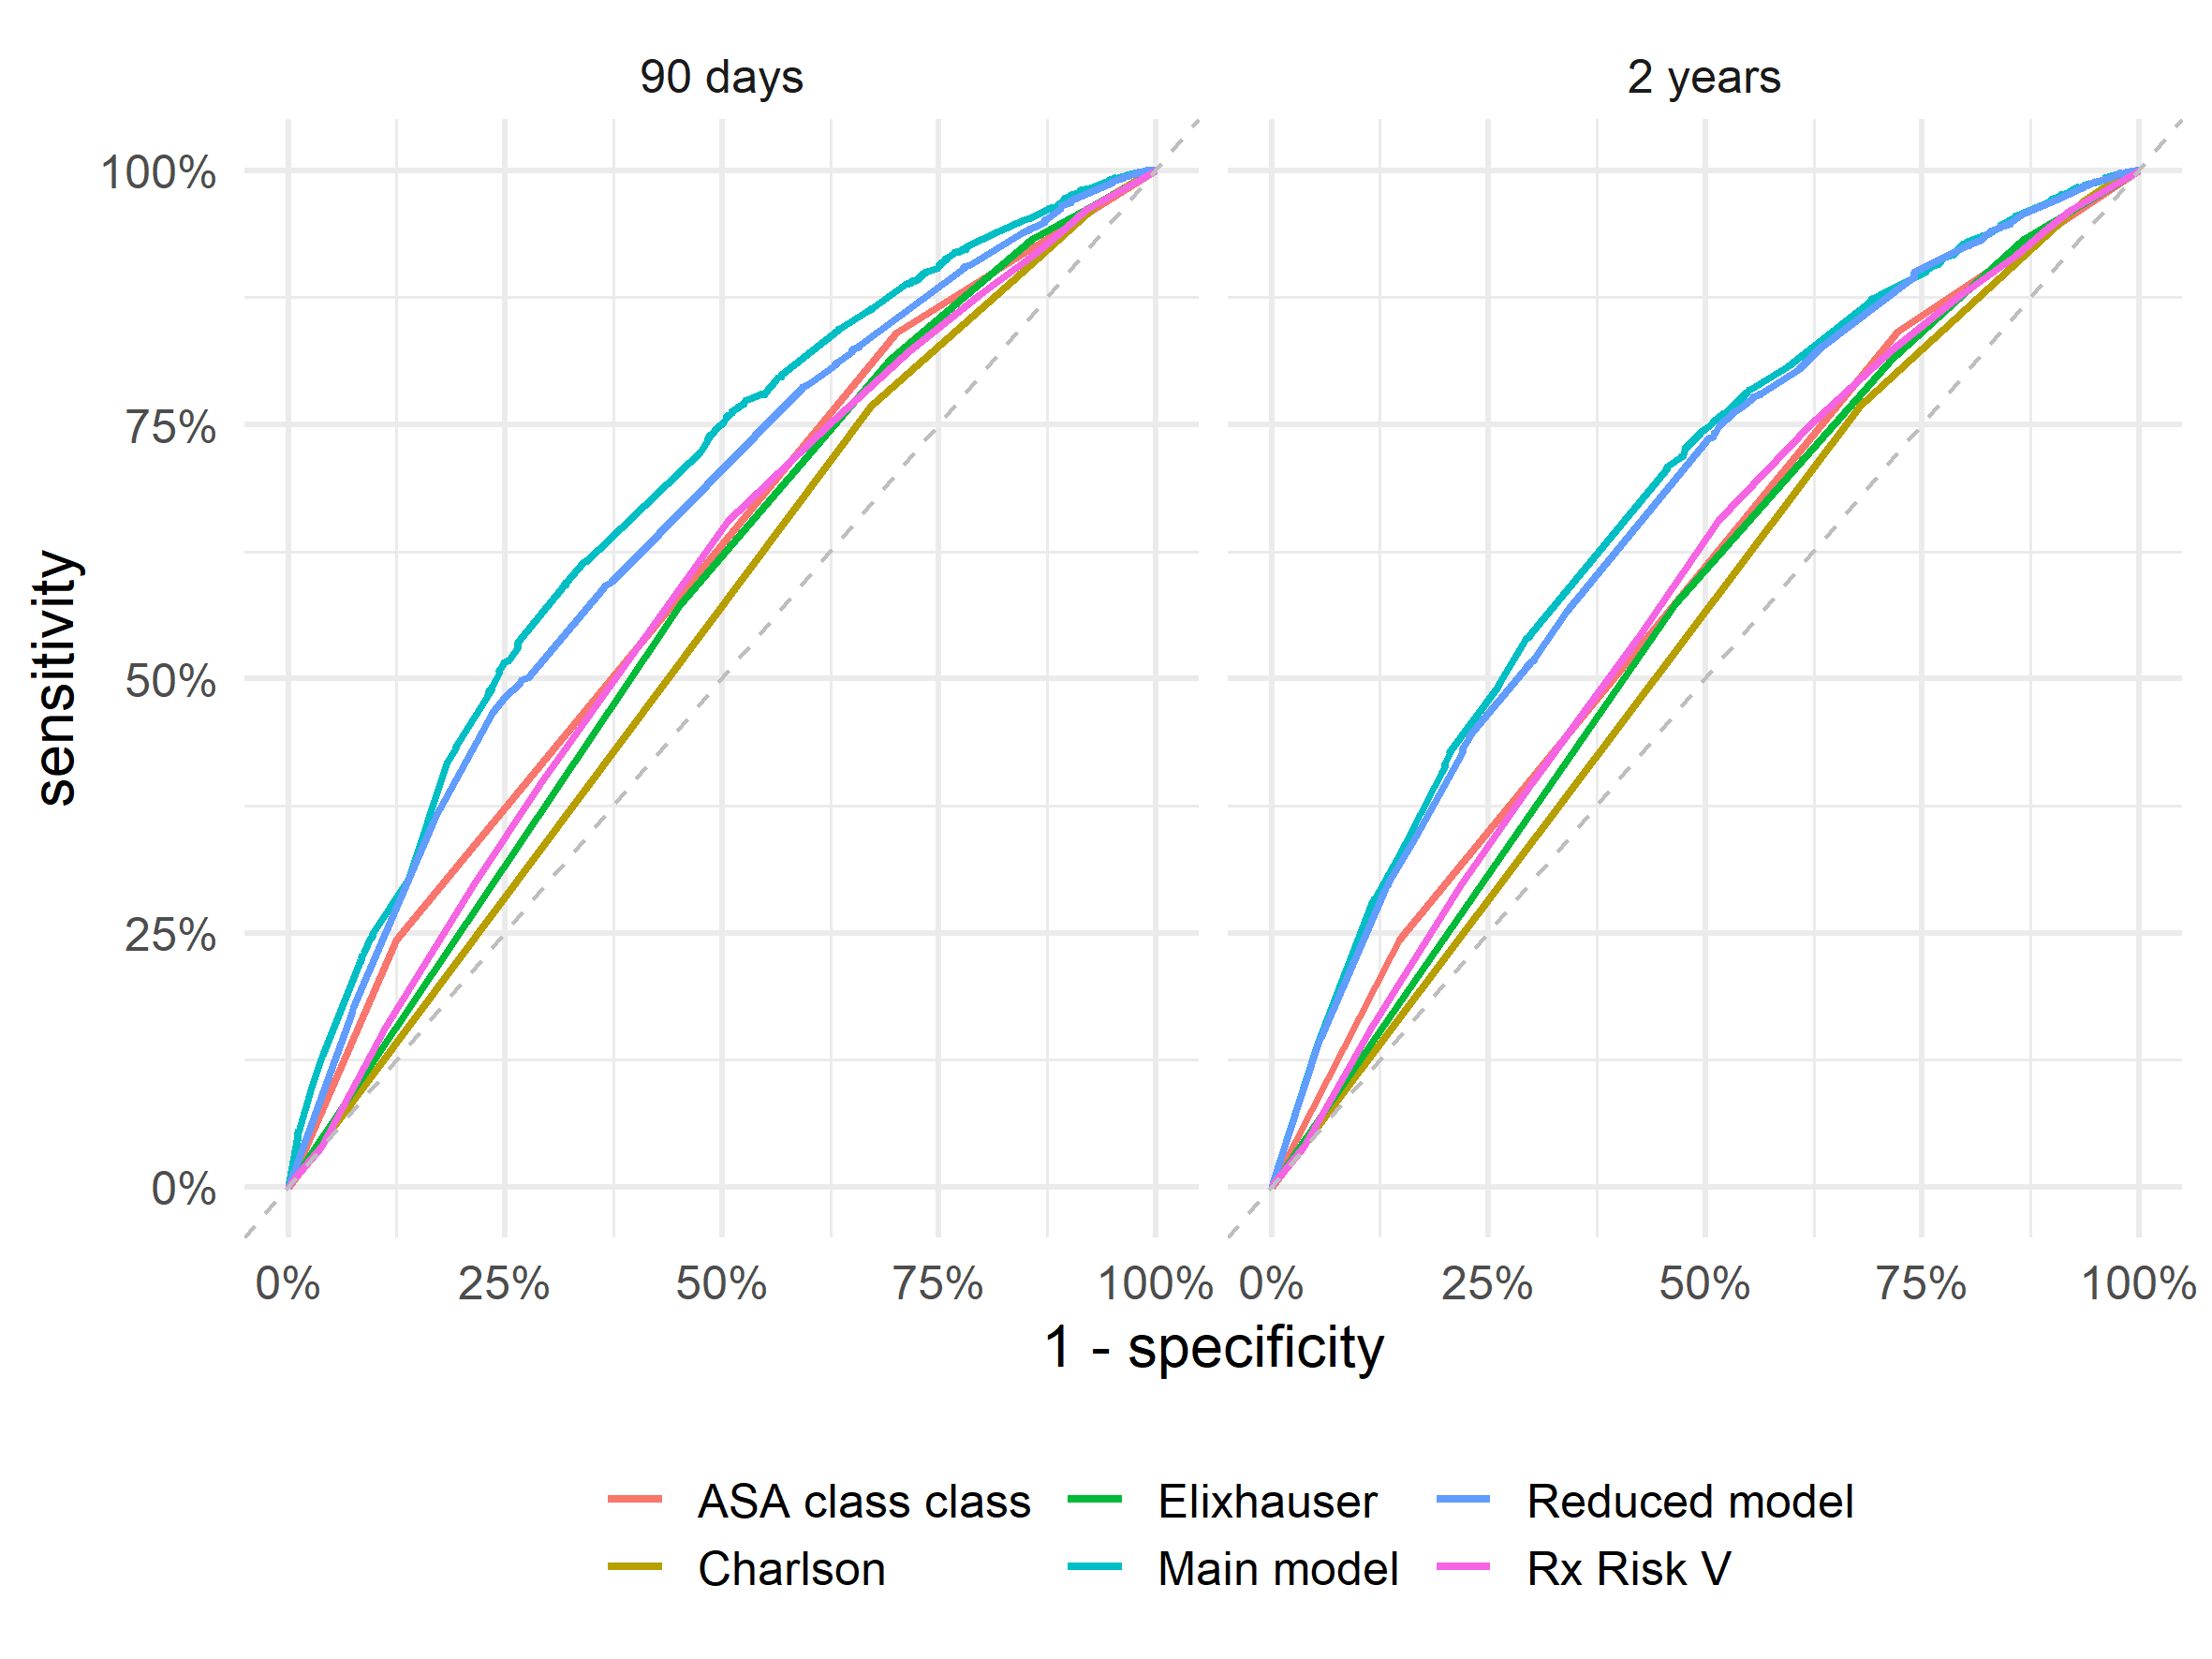 90 days 2 years
100%
75%
50%
25%
0%
sensitivity
0% 25% 50% 75% 100% 0% 25% 50% 75% 100%
1 - specificity
ASA class class Elixhauser Reduced model
Charlson Main model Rx Risk V